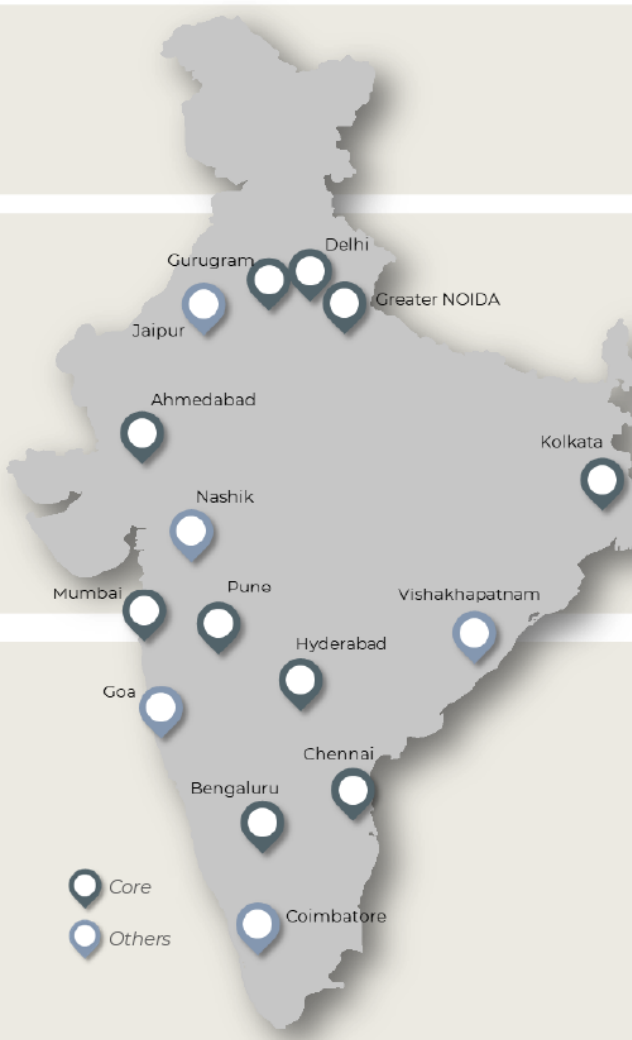 Delhi
Gurugram
Greater NOIDA
Jaipur
Ahmedabad
Kolkata
Nashik
Mumbai
Pune
Vishakhapatnam
Hyderabad
Goa
Chennai
Bengaluru
Core
Coimbatore
Others